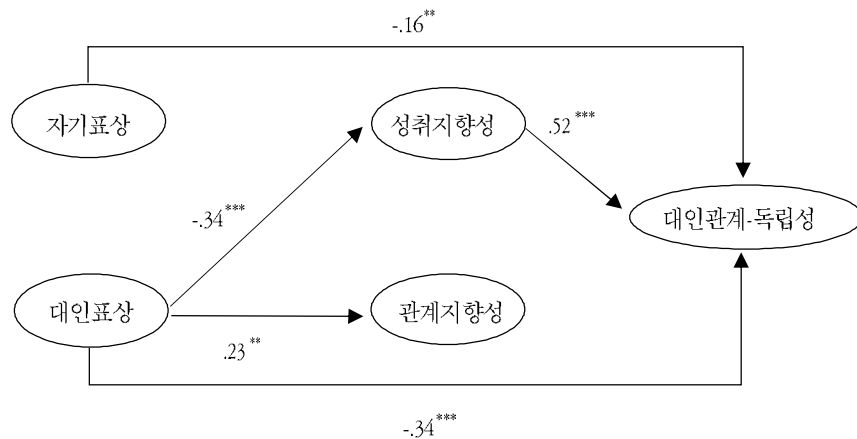 -.16**
자기표상
성취지향성
.52***
-.34***
대인관계-독립성
대인표상
관계지향성
.23**
-.34***